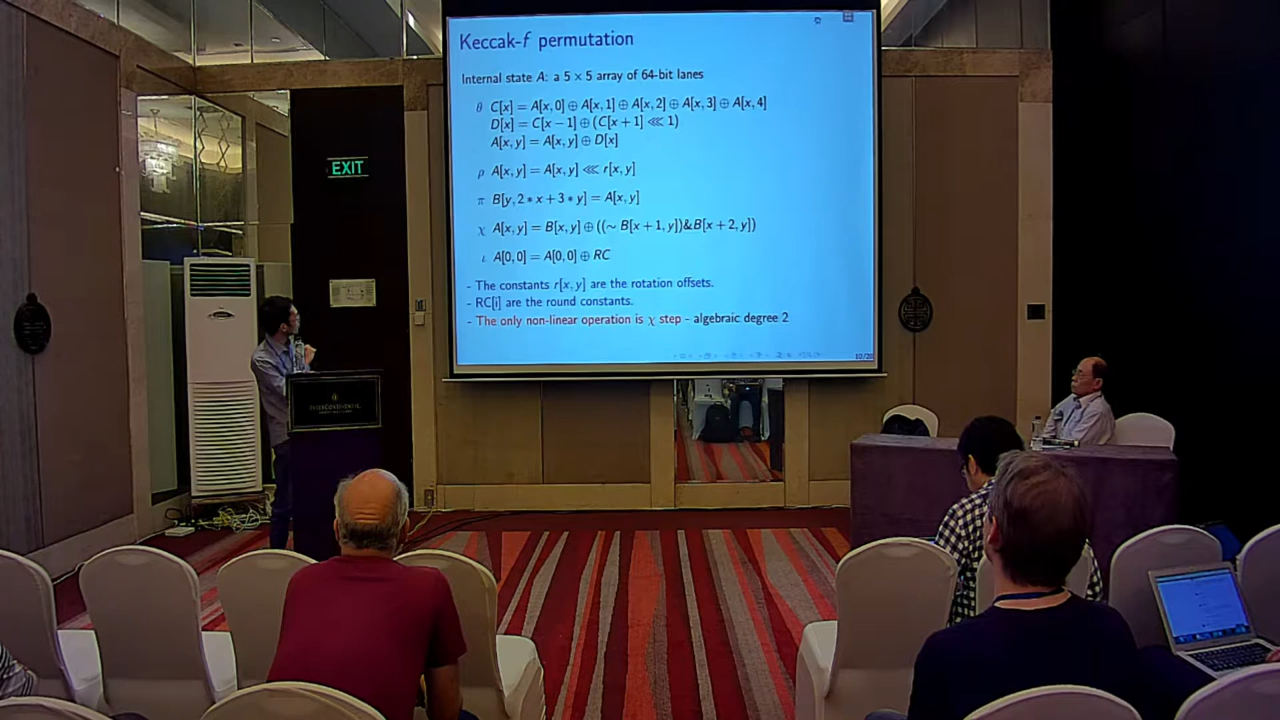 Keccak-f permutation
Internal state A: a 5 × 5 array of 64-bit lanes
θ C[x] = A[x, 0] ⊕ A[x, 1] ⊕ A[x, 2] ⊕ A[x, 3] ⊕ A[x, 4]
D[x] = C[x − 1] ⊕ (C[x + 1] ⋘ 1)
A[x, y] = A[x, y] ⊕ D[x]
ρ A[x, y] = A[x, y] ⋘ r[x, y]
π B[y, 2 * x + 3 * y] = A[x, y]
χ A[x, y] = B[x, y] ⊕ ((∼ B[x + 1, y])&B[x + 2, y])
ι A[0, 0] = A[0, 0] ⊕ RC
- The constants r[x, y] are the rotation offsets.
- RC[i] are the round constants.
- The only non-linear operation is χ step - algebraic degree 2
EXIT
INTERCONTINENTAL